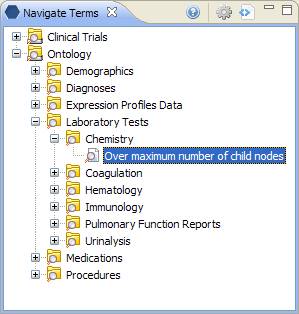 Navigate Terms
Clinical Trials
Ontology
Demographics
Diagnoses
Expression Profiles Data
Laboratory Tests
Chemistry
Over maximum number of child nodes
Coagulation
Hematology
Immunology
Pulmonary Function Reports
Urinalysis
Medications
Procedures